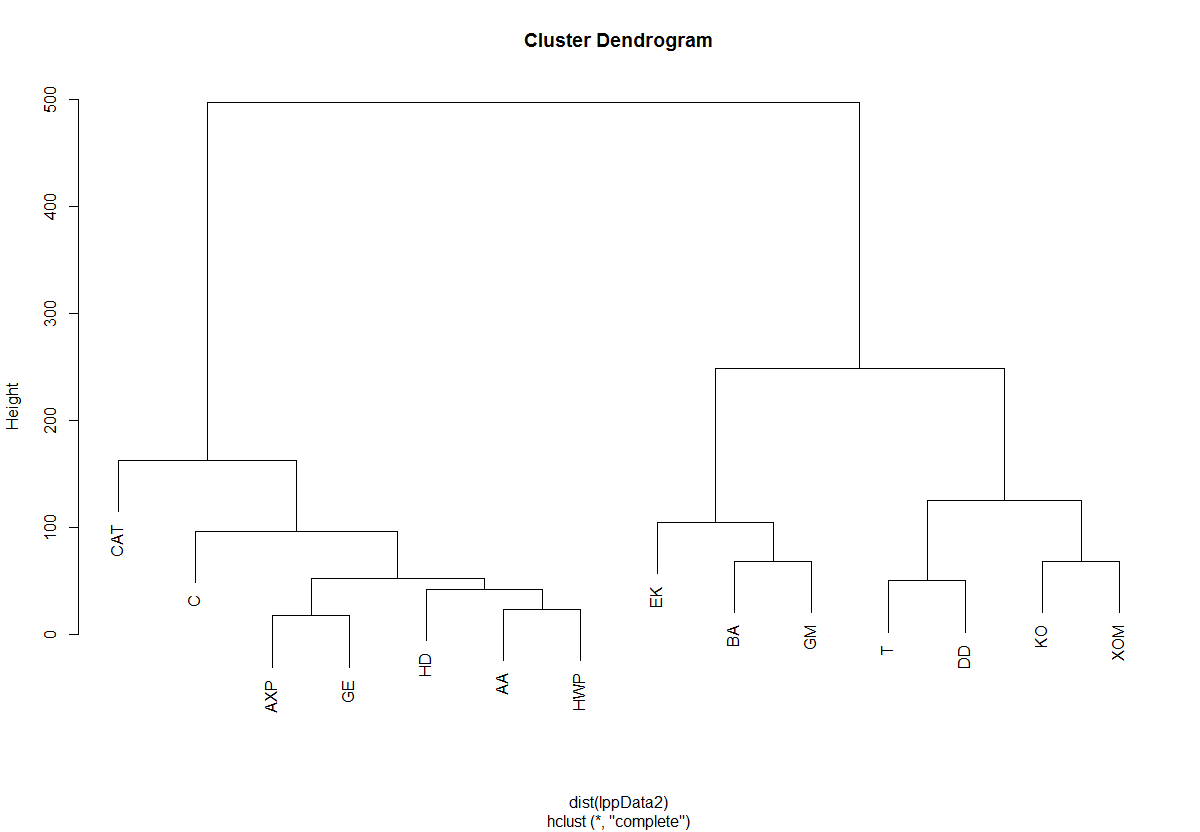 Cluster Dendrogram
500
400
300
200
100
0
Height
CAT
C
AXP
GE
HD
AA
HWP
EK
BA
GM
T
DD
KO
XOM
dist(lppData2)
hclust (*, "complete")